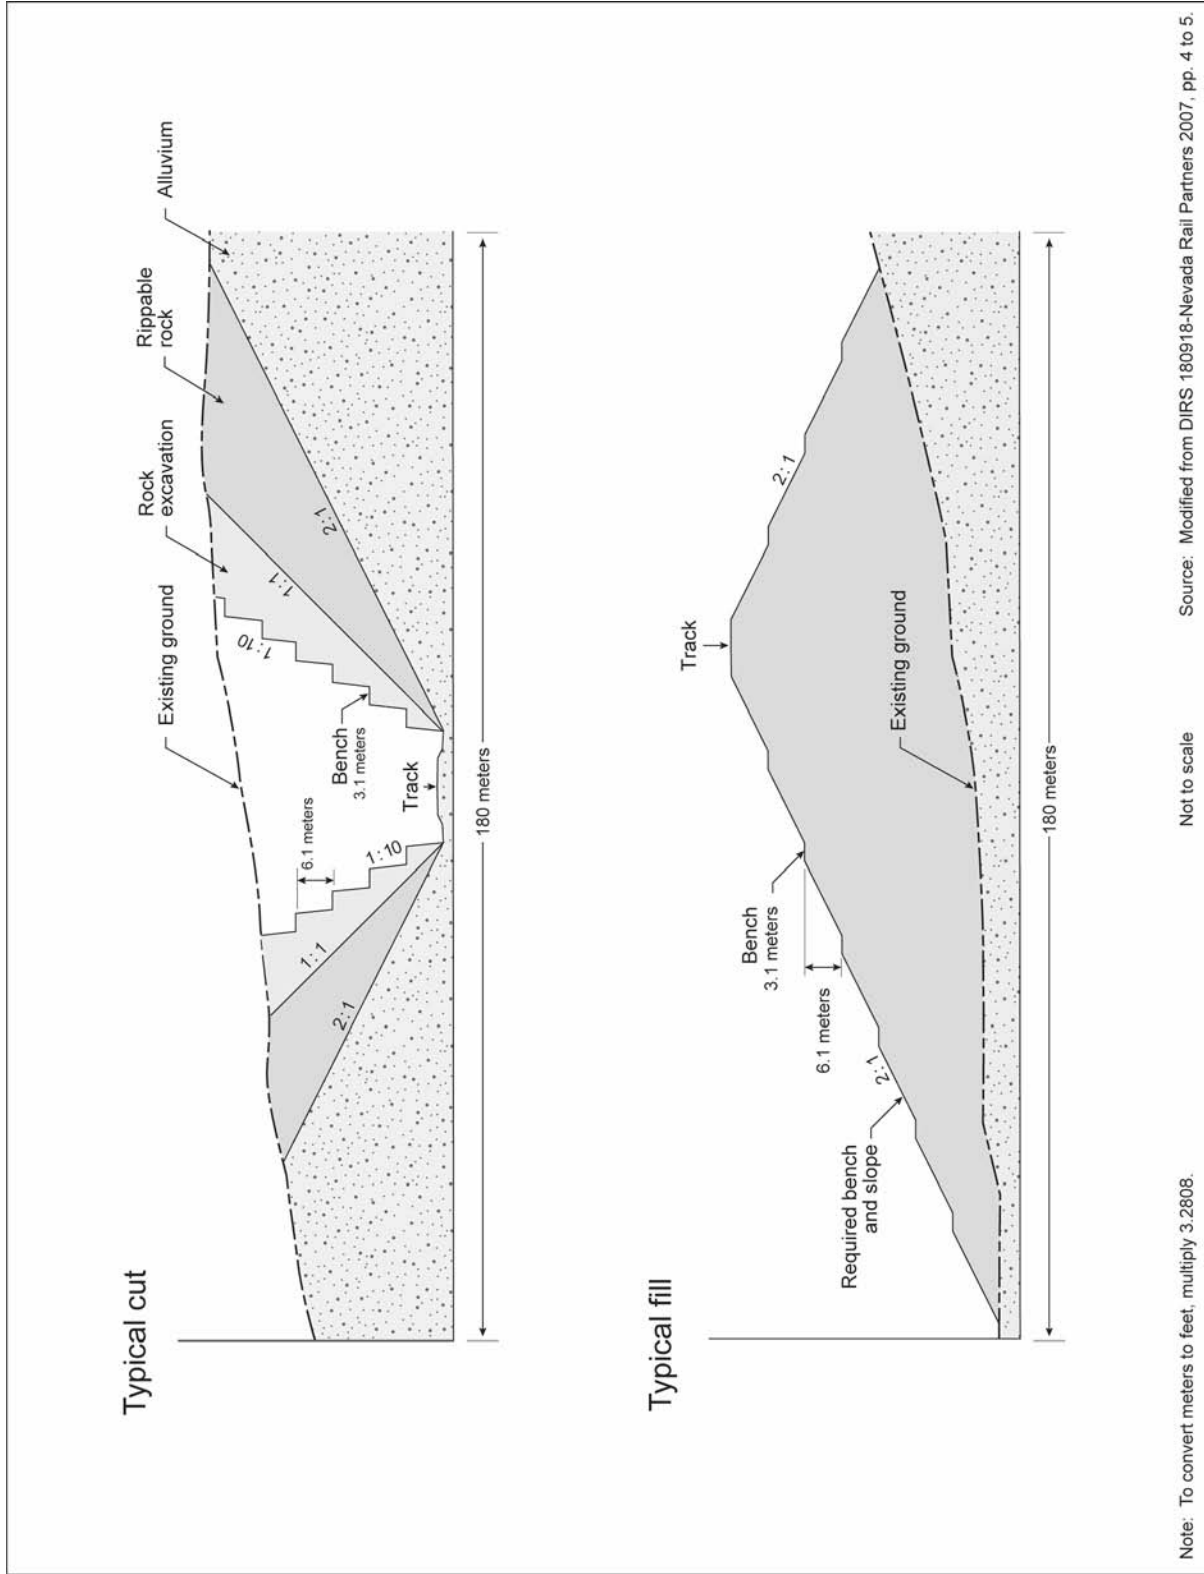 Typical cut
Existing ground
Rock
excavation
Rippable
rock
Alluvium
2:1
1:1
6.1 meters
1:10
Track
Bench
3.1 meters
1:10
1:1
2:1
180 meters
Typical fill
Required bench
and slope
2:1
6.1 meters
Bench
3.1 meters
Track
Existing ground
2:1
180 meters
Note: To convert meters to feet, multiply 3.2808.
Not to scale
Source: Modified from DIRS 180918-Nevada Rail Partners 2007, pp. 4 to 5.